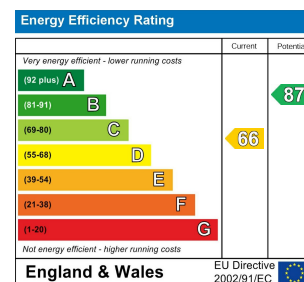 Energy Efficiency Rating
Current Potentia
Very energy efficient - lower running costs
(92 plus) A
(81-91) B
87
(69-80) C
66
(55-68) D
(39-54) E
(21-38) F
(1-20) G
Not energy efficient - higher running costs
England & Wales
EU Directive
2002/91/EC